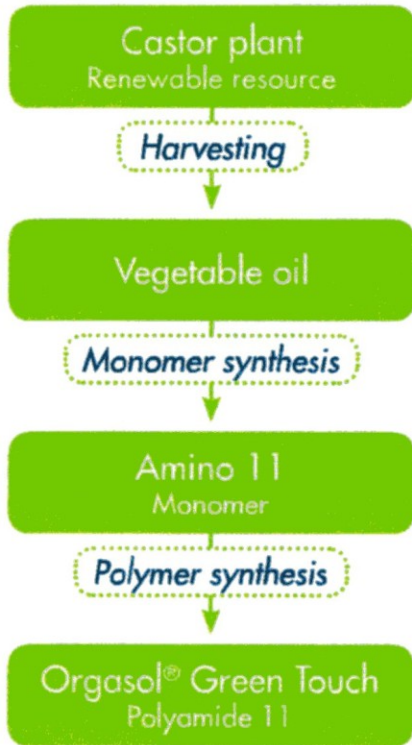 Castor plant
Renewable resource
Harvesting
Vegetable oil
Monomer synthesis
Amino 11
Monomer
Polymer synthesis
Orgasol® Green Touch
Polyamide 11